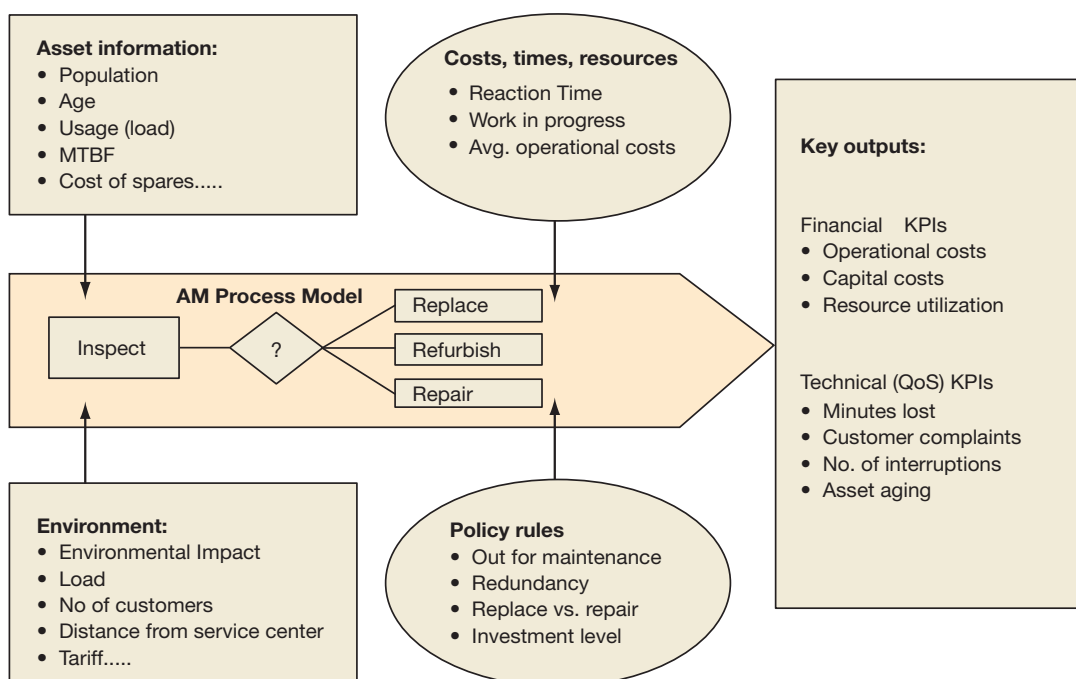 Asset information:
• Population
• Age
• Usage (load)
• MTBF
• Cost of spares.....
Costs, times, resources
• Reaction Time
• Work in progress
• Avg. operational costs
AM Process Model
Inspect
?
Replace
Refurbish
Repair
Environment:
• Environmental Impact
• Load
• No of customers
• Distance from service center
• Tariff.....
Policy rules
• Out for maintenance
• Redundancy
• Replace vs. repair
• Investment level
Key outputs:
Financial KPIs
• Operational costs
• Capital costs
• Resource utilization
Technical (QoS) KPIs
• Minutes lost
• Customer complaints
• No. of interruptions
• Asset aging